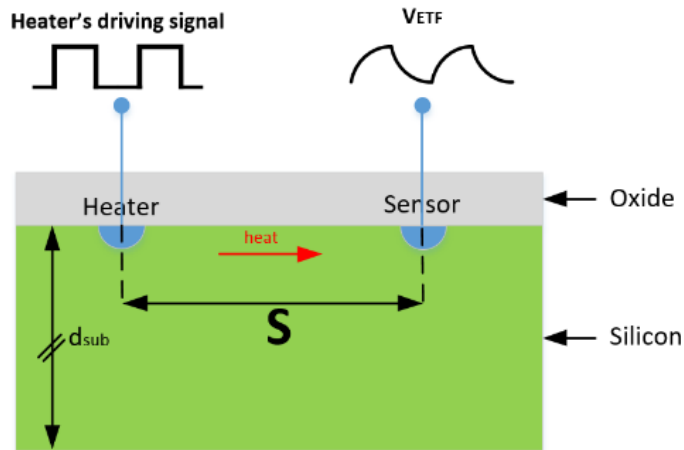 Heater's driving signal
VETF
Heater
Sensor
Oxide
heat
S
dsub
Silicon